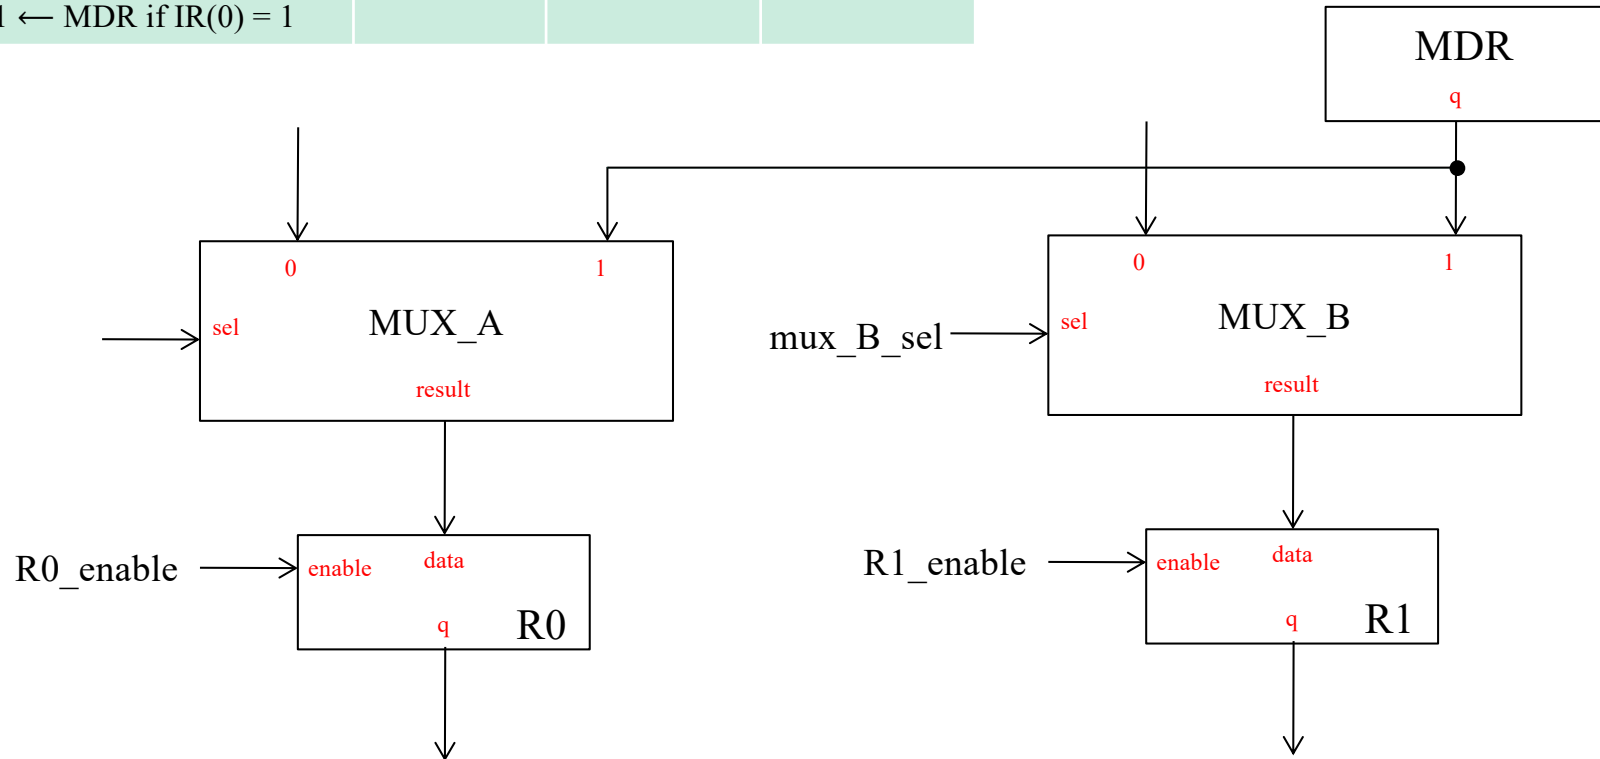 1 ← MDR if IR(0) = 1
MDR
q
0 1
sel MUX_A
result
0 1
mux_B_sel sel MUX_B
result
R0_enable enable data
q R0
R1_enable enable data
q R1